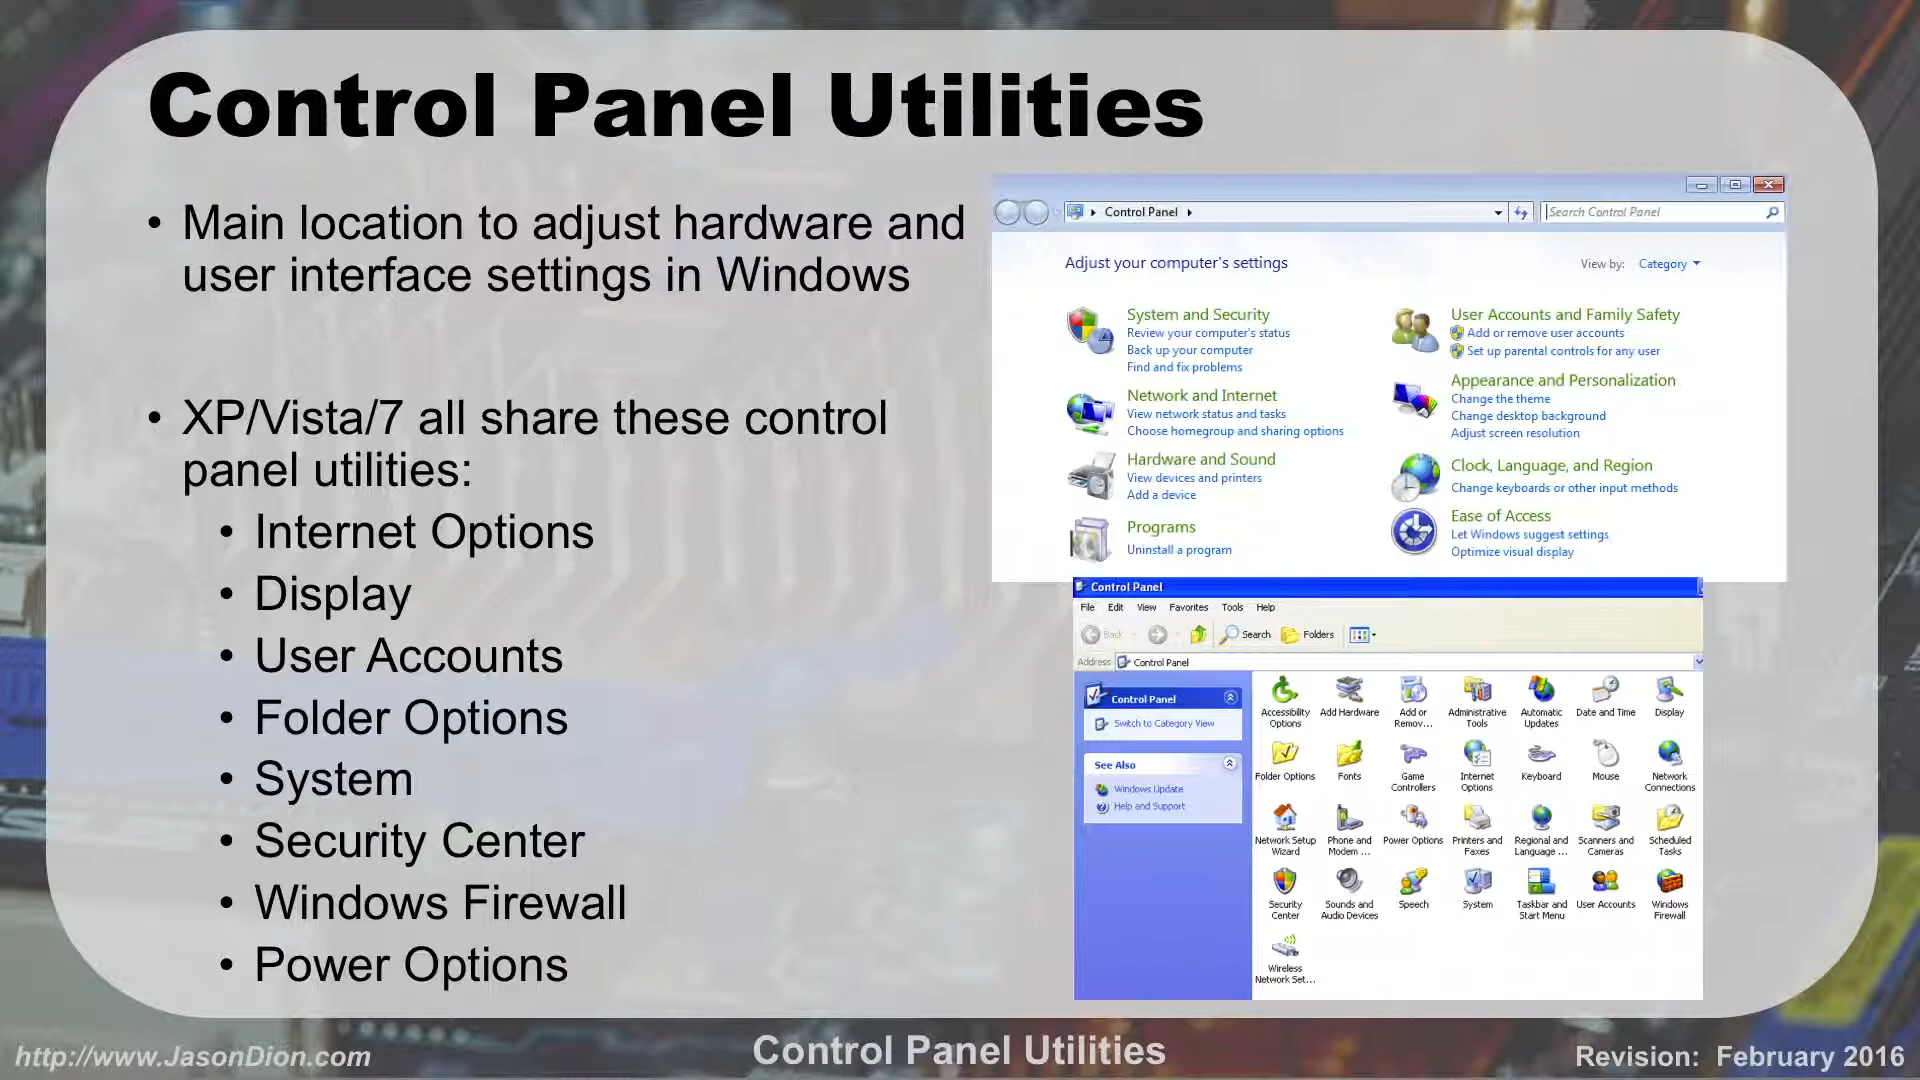 Control Panel Utilities
• Main location to adjust hardware and
user interface settings in Windows
• XP/Vista/7 all share these control
panel utilities:
• Internet Options
• Display
• User Accounts
• Folder Options
• System
• Security Center
• Windows Firewall
• Power Options
Control Panel
Search Control Panel
Adjust your computer's settings
View by: Category
System and Security
Review your computer's status
Back up your computer
Find and fix problems
Network and Internet
View network status and tasks
Choose homegroup and sharing options
Hardware and Sound
View devices and printers
Add a device
Programs
Uninstall a program
User Accounts and Family Safety
Add or remove user accounts
Set up parental controls for any user
Appearance and Personalization
Change the theme
Change desktop background
Adjust screen resolution
Clock, Language, and Region
Change keyboards or other input methods
Ease of Access
Let Windows suggest settings
Optimize visual display
Control Panel
File Edit View Favorites Tools Help
Back Search Folders
Address Control Panel
Control Panel
Switch to Category View
See Also
Windows Update
Help and Support
Accessibility Add Hardware Add or Administrative Automatic Date and Time Display
Options Remov... Tools Updates
Folder Options Fonts Game Internet Keyboard Mouse Network
Controllers Options Connections
Network Setup Phone and Power Options Printers and Regional and Scanners and Scheduled
Wizard Modem ... Faxes Language ... Cameras Tasks
Security Sounds and Speech System Taskbar and User Accounts Windows
Center Audio Devices Start Menu Firewall
Wireless
Network Set...
http://www.JasonDion.com
Control Panel Utilities
Revision: February 2016